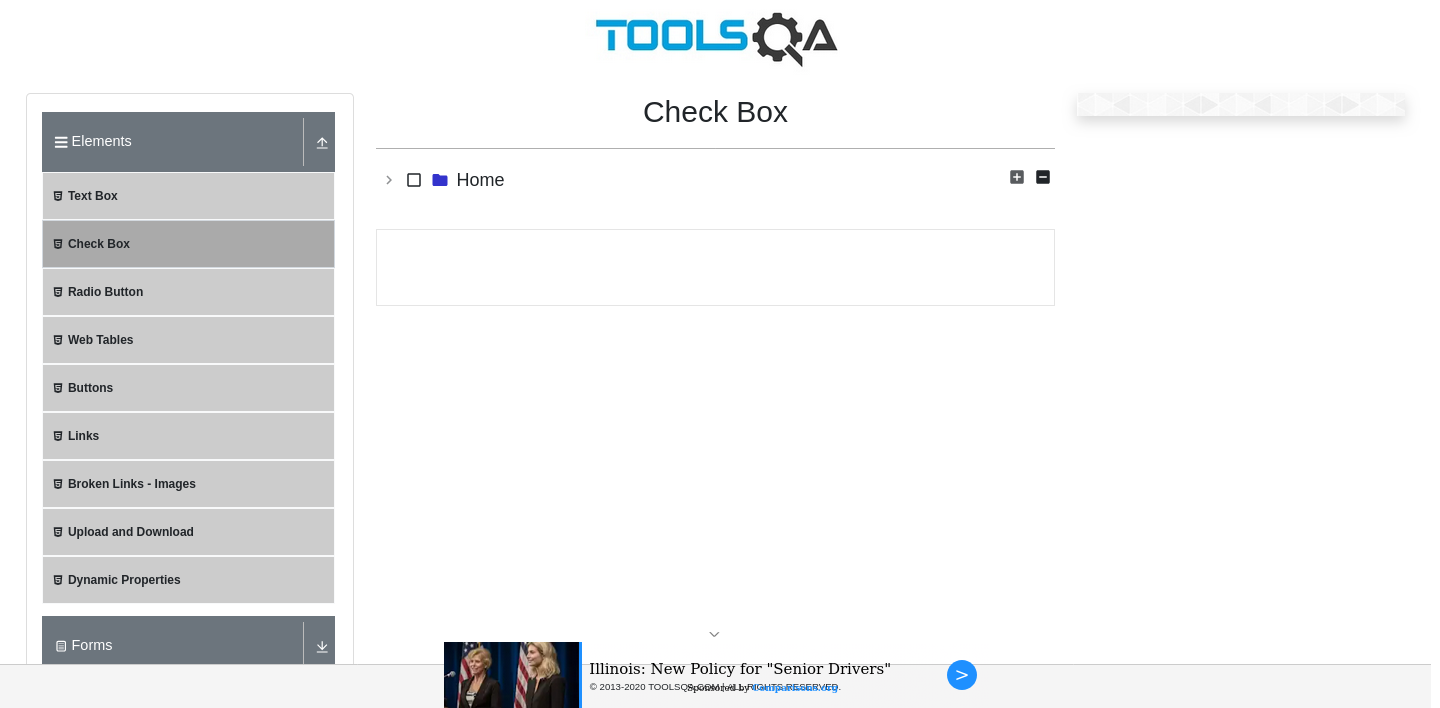 TOOLSQA
Check Box
Elements
Text Box
Check Box
Radio Button
Web Tables
Buttons
Links
Broken Links - Images
Upload and Download
Dynamic Properties
Forms
Home
Illinois: New Policy for "Senior Drivers"
© 2013-2020 TOOLSQA.COM | ALL RIGHTS RESERVED.
Sponsored by Comparisons.org